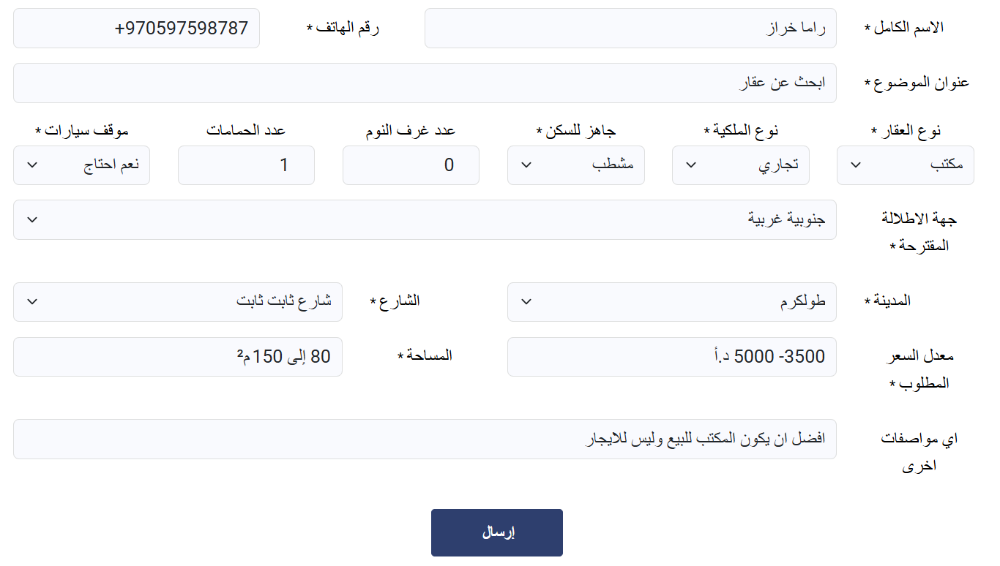 الاسم الكامل * راما خراز رقم الهاتف * +970597598787
عنوان الموضوع * ابحث عن عقار
نوع العقار * نوع الملكية * جاهز للسكن * عدد غرف النوم عدد الحمامات موقف سيارات *
مكتب تجاري مشطب 0 1 نعم احتاج
جهة الاطلالة جنوبية غربية
المقترحة *
المدينة * طولكرم الشارع * شارع ثابت ثابت
معدل السعر 3500- 5000 د.أ المساحة * 80 إلى 150 م²
المطلوب *
اي مواصفات افضل ان يكون المكتب للبيع وليس للايجار
اخرى
إرسال